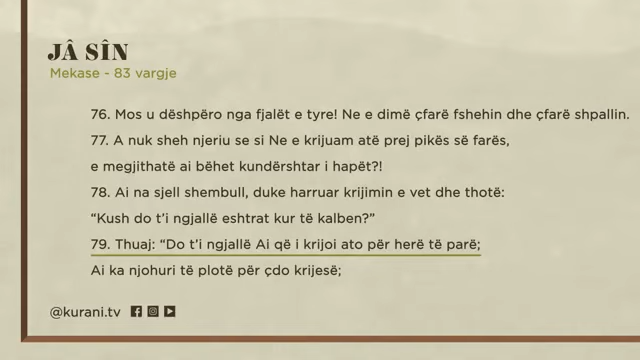 JÂ SÎN
Mekase - 83 vargje
76. Mos u dëshpëro nga fjalët e tyre! Ne e dimë çfarë fshehin dhe çfarë shpallin.
77. A nuk sheh njeriu se si Ne e krijuam atë prej pikës së farës,
e megjithatë ai bëhet kundërshtar i hapët?!
78. Ai na sjell shembull, duke harruar krijimin e vet dhe thotë:
“Kush do t’i ngjallë eshtrat kur të kalben?”
79. Thuaj: “Do t’i ngjallë Ai që i krijoi ato për herë të parë;
Ai ka njohuri të plotë për çdo krijesë;
@kurani.tv